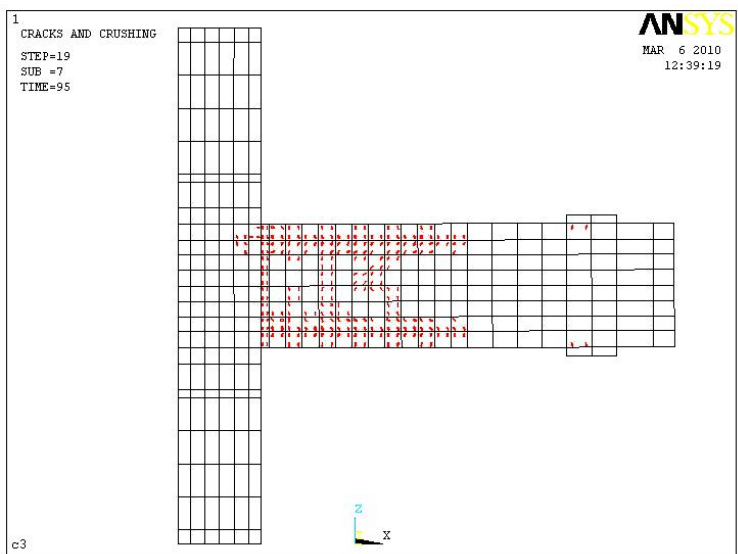 1
CRACKS AND CRUSHING
STEP=19
SUB =7
TIME=95
ANSYS
MAR 6 2010
12:39:19
Z
X
c3